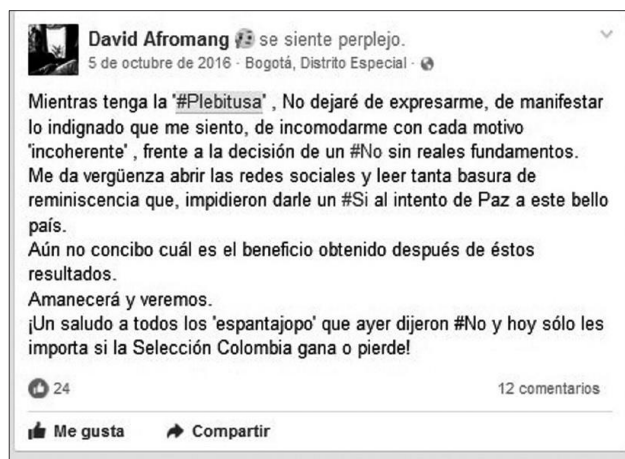 David Afromang se siente perplejo.
5 de octubre de 2016 · Bogotá, Distrito Especial ·
Mientras tenga la '#Plebitusa' , No dejaré de expresarme, de manifestar
lo indignado que me siento, de incomodarme con cada motivo
'incoherente' , frente a la decisión de un #No sin reales fundamentos.
Me da vergüenza abrir las redes sociales y leer tanta basura de
reminiscencia que, impidieron darle un #Si al intento de Paz a este bello
país.
Aún no concibo cuál es el beneficio obtenido después de éstos
resultados.
Amanecerá y veremos.
¡Un saludo a todos los 'espantajopo' que ayer dijeron #No y hoy sólo les
importa si la Selección Colombia gana o pierde!
24 12 comentarios
Me gusta Compartir